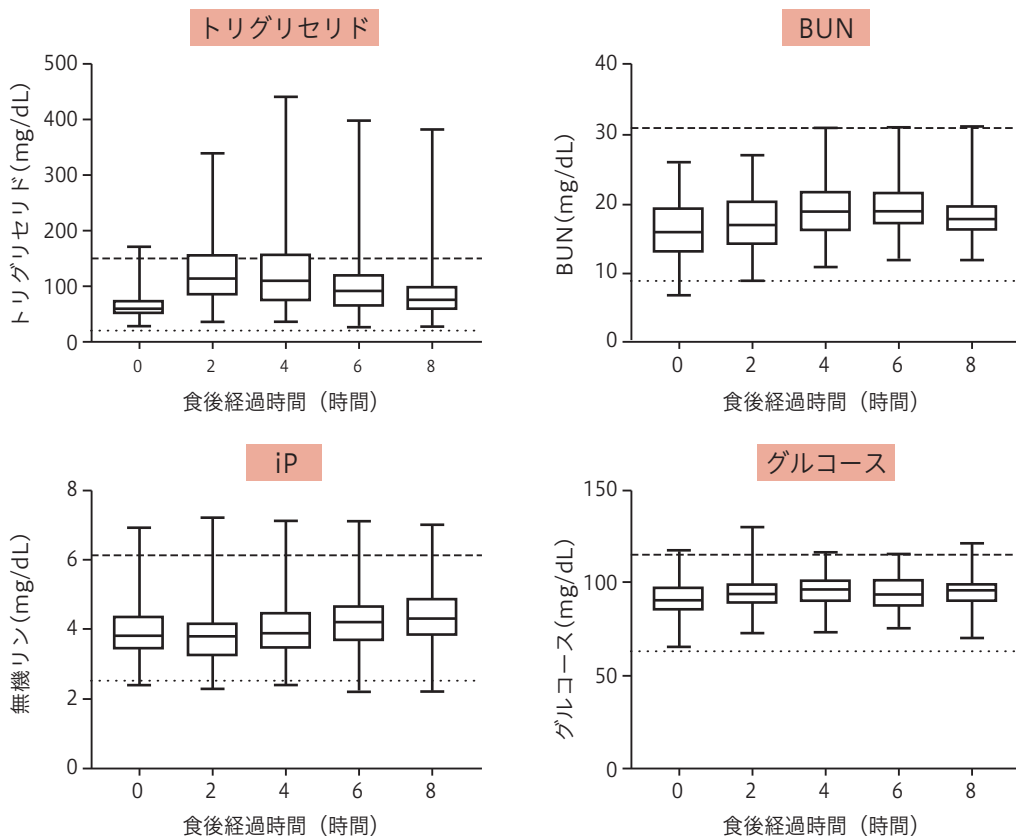 トリグリセリド
トリグリセリド(mg/dL)
500
400
300
200
150
100
0
0 2 4 6 8
食後経過時間（時間）
BUN
BUN(mg/dL)
40
30
20
10
0
0 2 4 6 8
食後経過時間（時間）
iP
無機リン(mg/dL)
8
6
4
2
0
0 2 4 6 8
食後経過時間（時間）
グルコース
グルコース(mg/dL)
150
100
50
0
0 2 4 6 8
食後経過時間（時間）